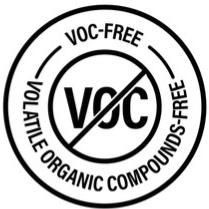 VOC-FREE
VOC
VOLATILE ORGANIC COMPOUNDS-FREE